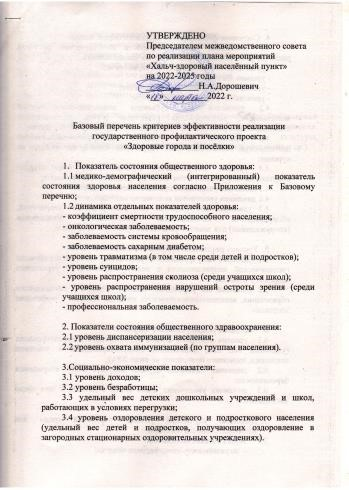 УТВЕРЖДЕНО
Председателем межведомственного совета
по реализации плана мероприятий
«Хальч-здоровый населённый пункт»
на 2022-2025 годы
Н.А.Дорошевич
« » марта 2022 г.
Базовый перечень критериев эффективности реализации
государственного профилактического проекта
«Здоровые города и посёлки»
1. Показатель состояния общественного здоровья:
1.1 медико-демографический (интегрированный) показатель
состояния здоровья населения согласно Приложения к Базовому
перечню;
1.2 динамика отдельных показателей здоровья:
- коэффициент смертности трудоспособного населения;
- онкологическая заболеваемость;
- заболеваемость системы кровообращения;
- заболеваемость сахарным диабетом;
- уровень травматизма (в том числе среди детей и подростков);
- уровень суицидов;
- уровень распространения сколиоза (среди учащихся школ);
- уровень распространения нарушений остроты зрения (среди
учащихся школ);
- профессиональная заболеваемость.
2. Показатели состояния общественного здравоохранения:
2.1 уровень диспансеризации населения;
2.2 уровень охвата иммунизацией (по группам населения).
3.Социально-экономические показатели:
3.1 уровень доходов;
3.2 уровень безработицы;
3.3 удельный вес детских дошкольных учреждений и школ,
работающих в условиях перегрузки;
3.4 уровень оздоровления детского и подросткового населения
(удельный вес детей и подростков, получающих оздоровление в
загородных стационарных оздоровительных учреждениях).